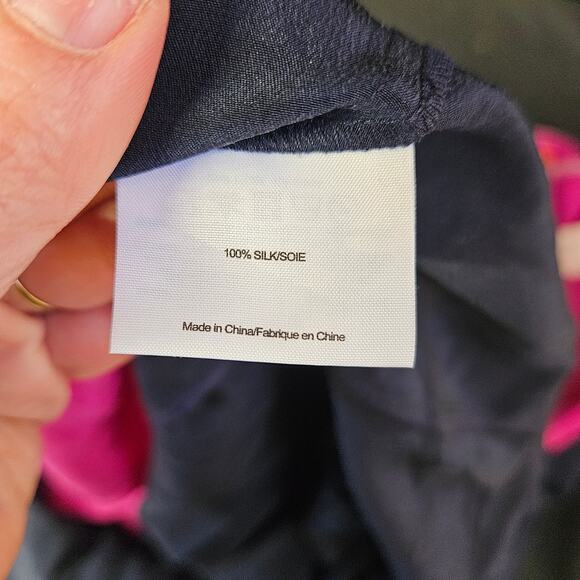 100% SILK/SOIE
Made in China/Fabrique en Chine